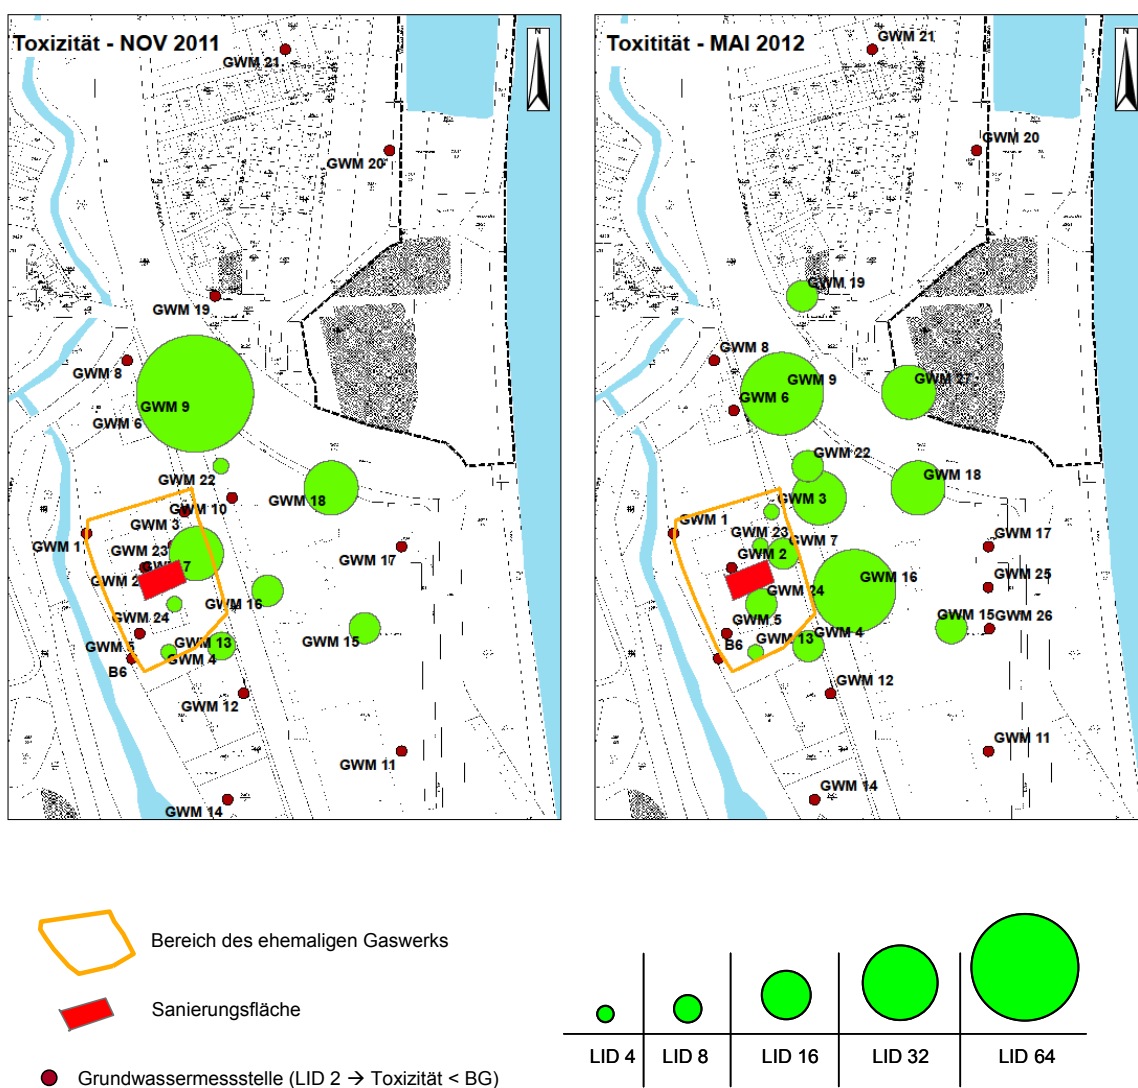 Toxizität - NOV 2011
N
GWM 21
GWM 20
GWM 19
GWM 8
GWM 9
GWM 6
GWM 22
GWM 18
GWM 10
GWM 3
GWM 1
GWM 23
GWM 7
GWM 17
GWM 2
GWM 16
GWM 24
GWM 15
GWM 5
GWM 13
GWM 4
B6
GWM 12
GWM 11
GWM 14
Toxitität - MAI 2012
N
GWM 21
GWM 20
GWM 19
GWM 8
GWM 9
GWM 27
GWM 6
GWM 22
GWM 18
GWM 3
GWM 1
GWM 23
GWM 7
GWM 17
GWM 2
GWM 16
GWM 25
GWM 24
GWM 15
GWM 26
GWM 5
GWM 13
GWM 4
B6
GWM 12
GWM 11
GWM 14
Bereich des ehemaligen Gaswerks
Sanierungsfläche
Grundwassermessstelle (LID 2 → Toxizität < BG)
LID 4
LID 8
LID 16
LID 32
LID 64